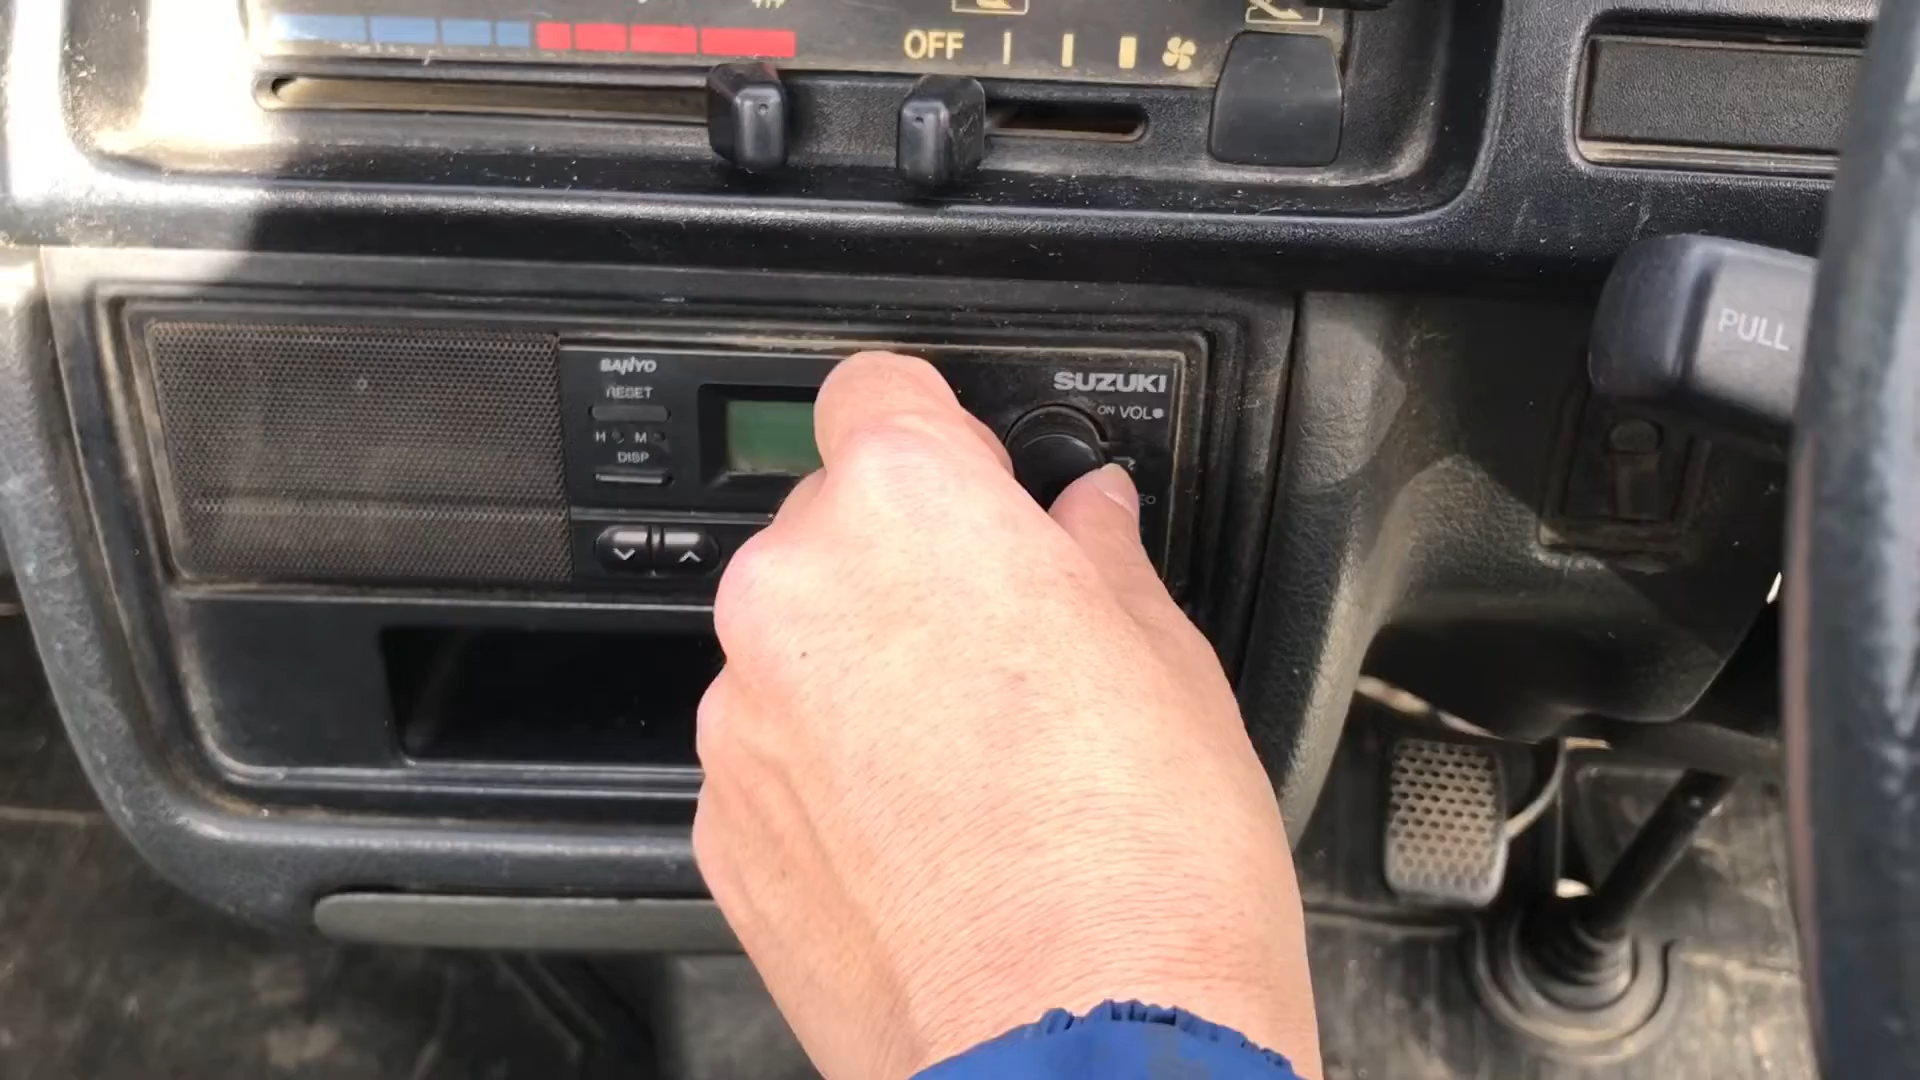 OFF
PULL
SANYO
SUZUKI
RESET
ON VOL
H M
DISP